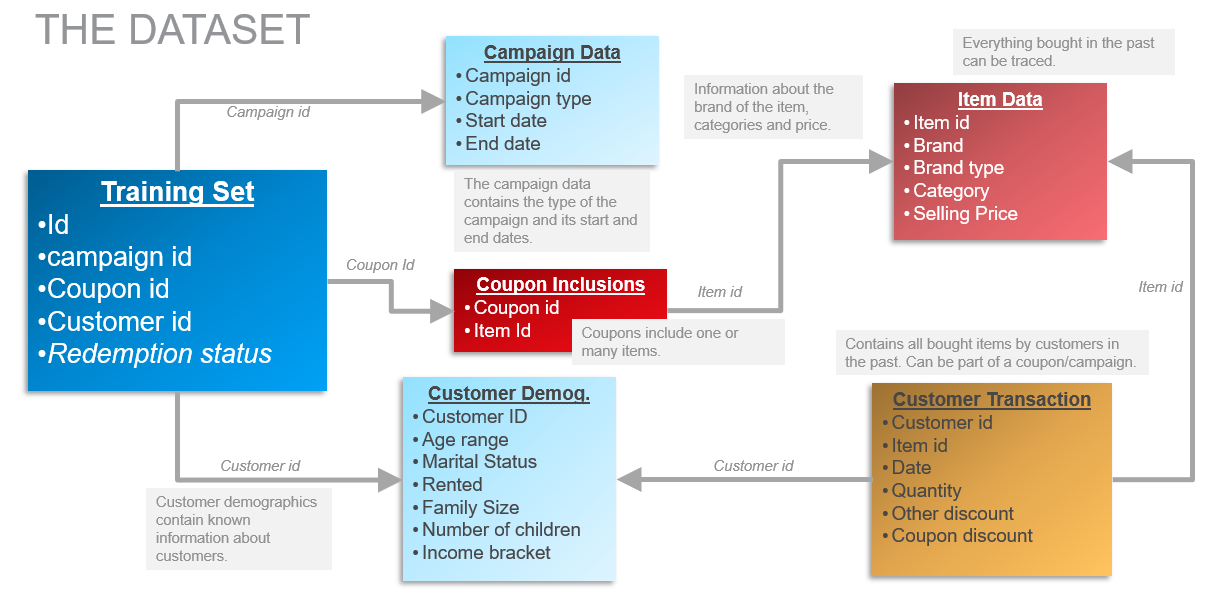 THE DATASET
Campaign id
Campaign Data
• Campaign id
• Campaign type
• Start date
• End date
The campaign data
contains the type of the
campaign and its start and
end dates.
Information about the
brand of the item,
categories and price.
Everything bought in the past
can be traced.
Item Data
• Item id
• Brand
• Brand type
• Category
• Selling Price
Training Set
•Id
•campaign id
•Coupon id
•Customer id
•Redemption status
Coupon Id
Coupon Inclusions
• Coupon id
• Item Id
Coupons include one or
many items.
Item id
Item id
Contains all bought items by customers in
the past. Can be part of a coupon/campaign.
Customer id
Customer demographics
contain known
information about
customers.
Customer Demog.
• Customer ID
• Age range
• Marital Status
• Rented
• Family Size
• Number of children
• Income bracket
Customer id
Customer Transaction
• Customer id
• Item id
• Date
• Quantity
• Other discount
• Coupon discount